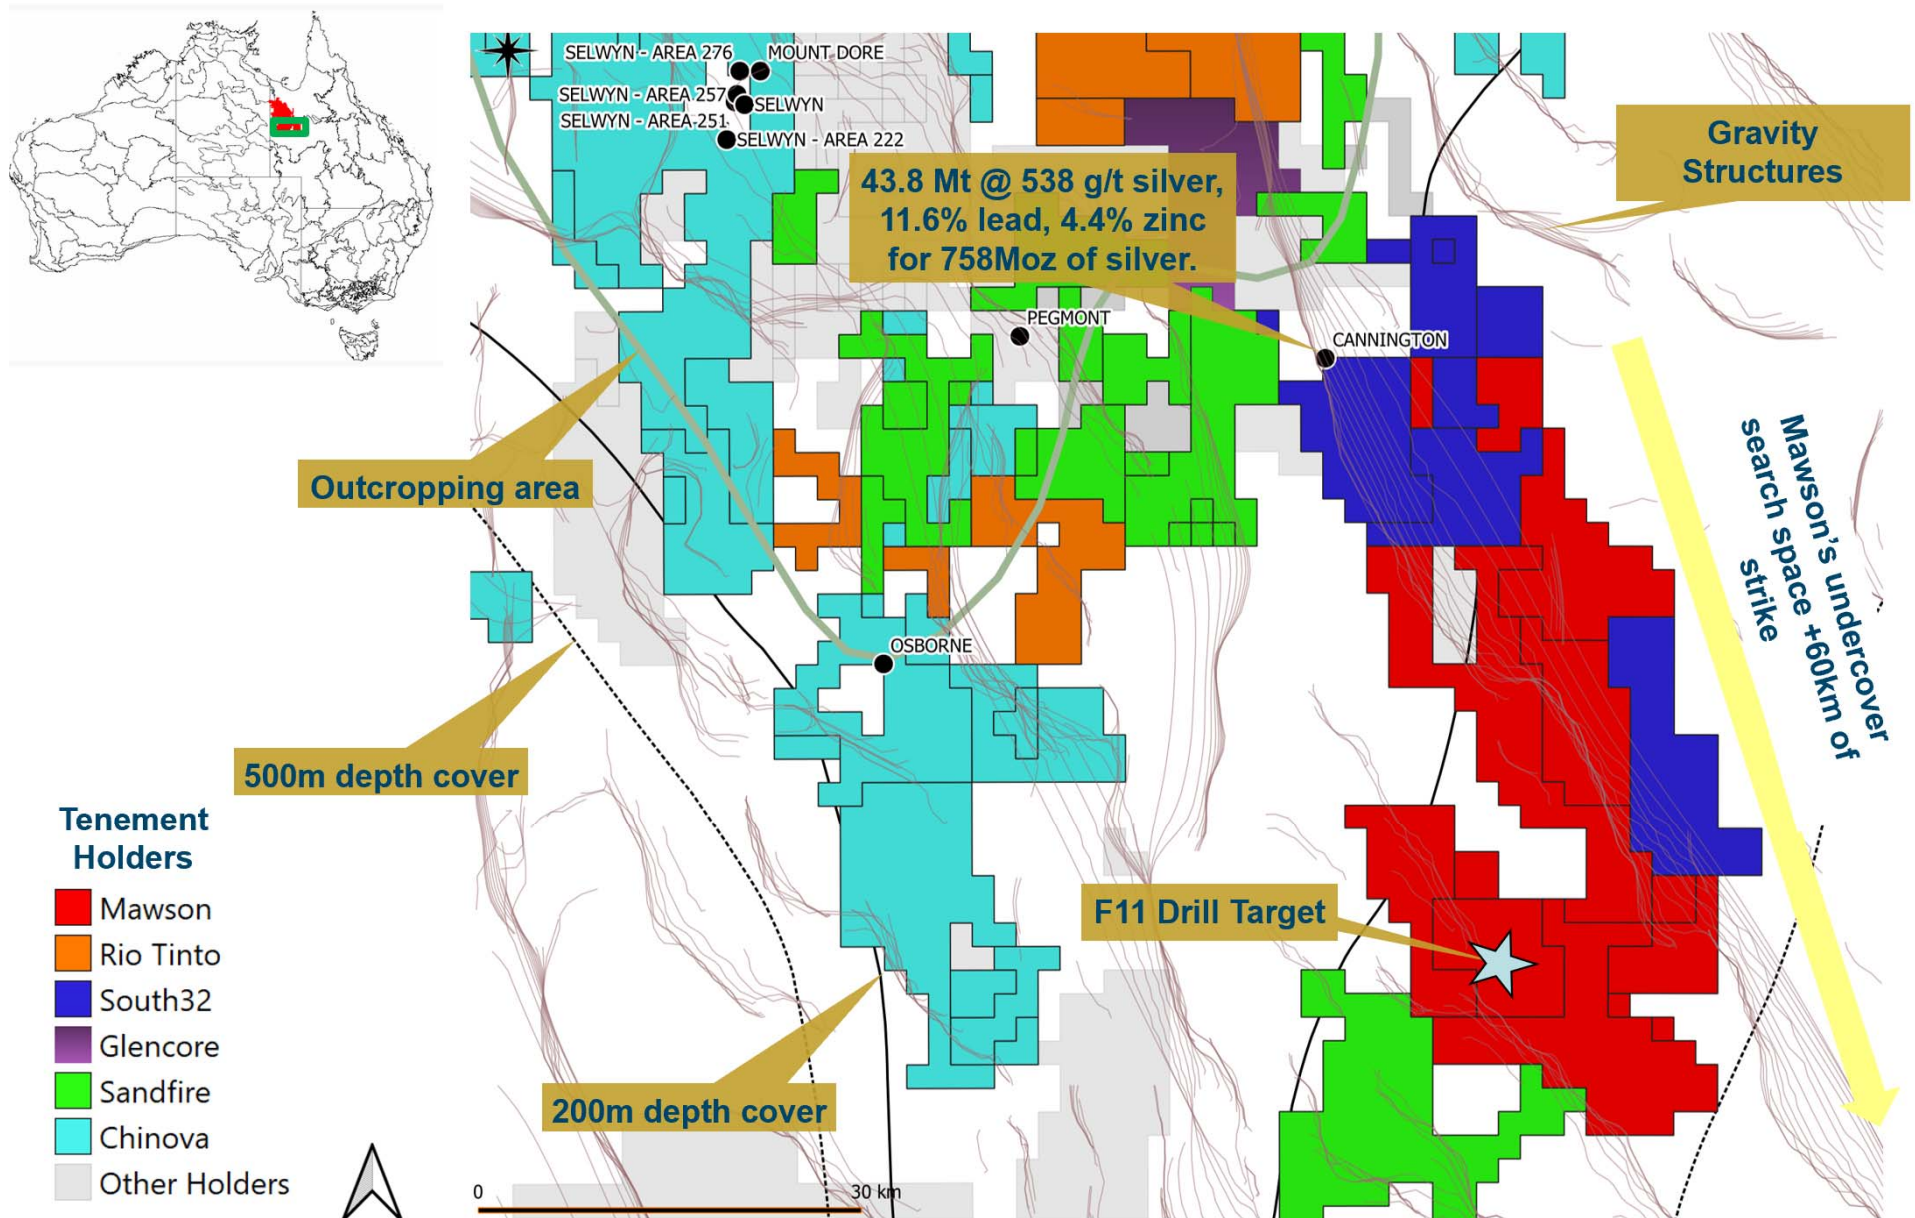 SELWYN - AREA 276
MOUNT DORE
SELWYN - AREA 257
SELWYN
SELWYN - AREA 251
SELWYN - AREA 222
Gravity
Structures
43.8 Mt @ 538 g/t silver,
11.6% lead, 4.4% zinc
for 758Moz of silver.
PEGMONT
CANNINGTON
Mawson's undercover
search space +60km of
strike
Outcropping area
OSBORNE
500m depth cover
F11 Drill Target
200m depth cover
Tenement
Holders
Mawson
Rio Tinto
South32
Glencore
Sandfire
Chinova
Other Holders
0
30 km